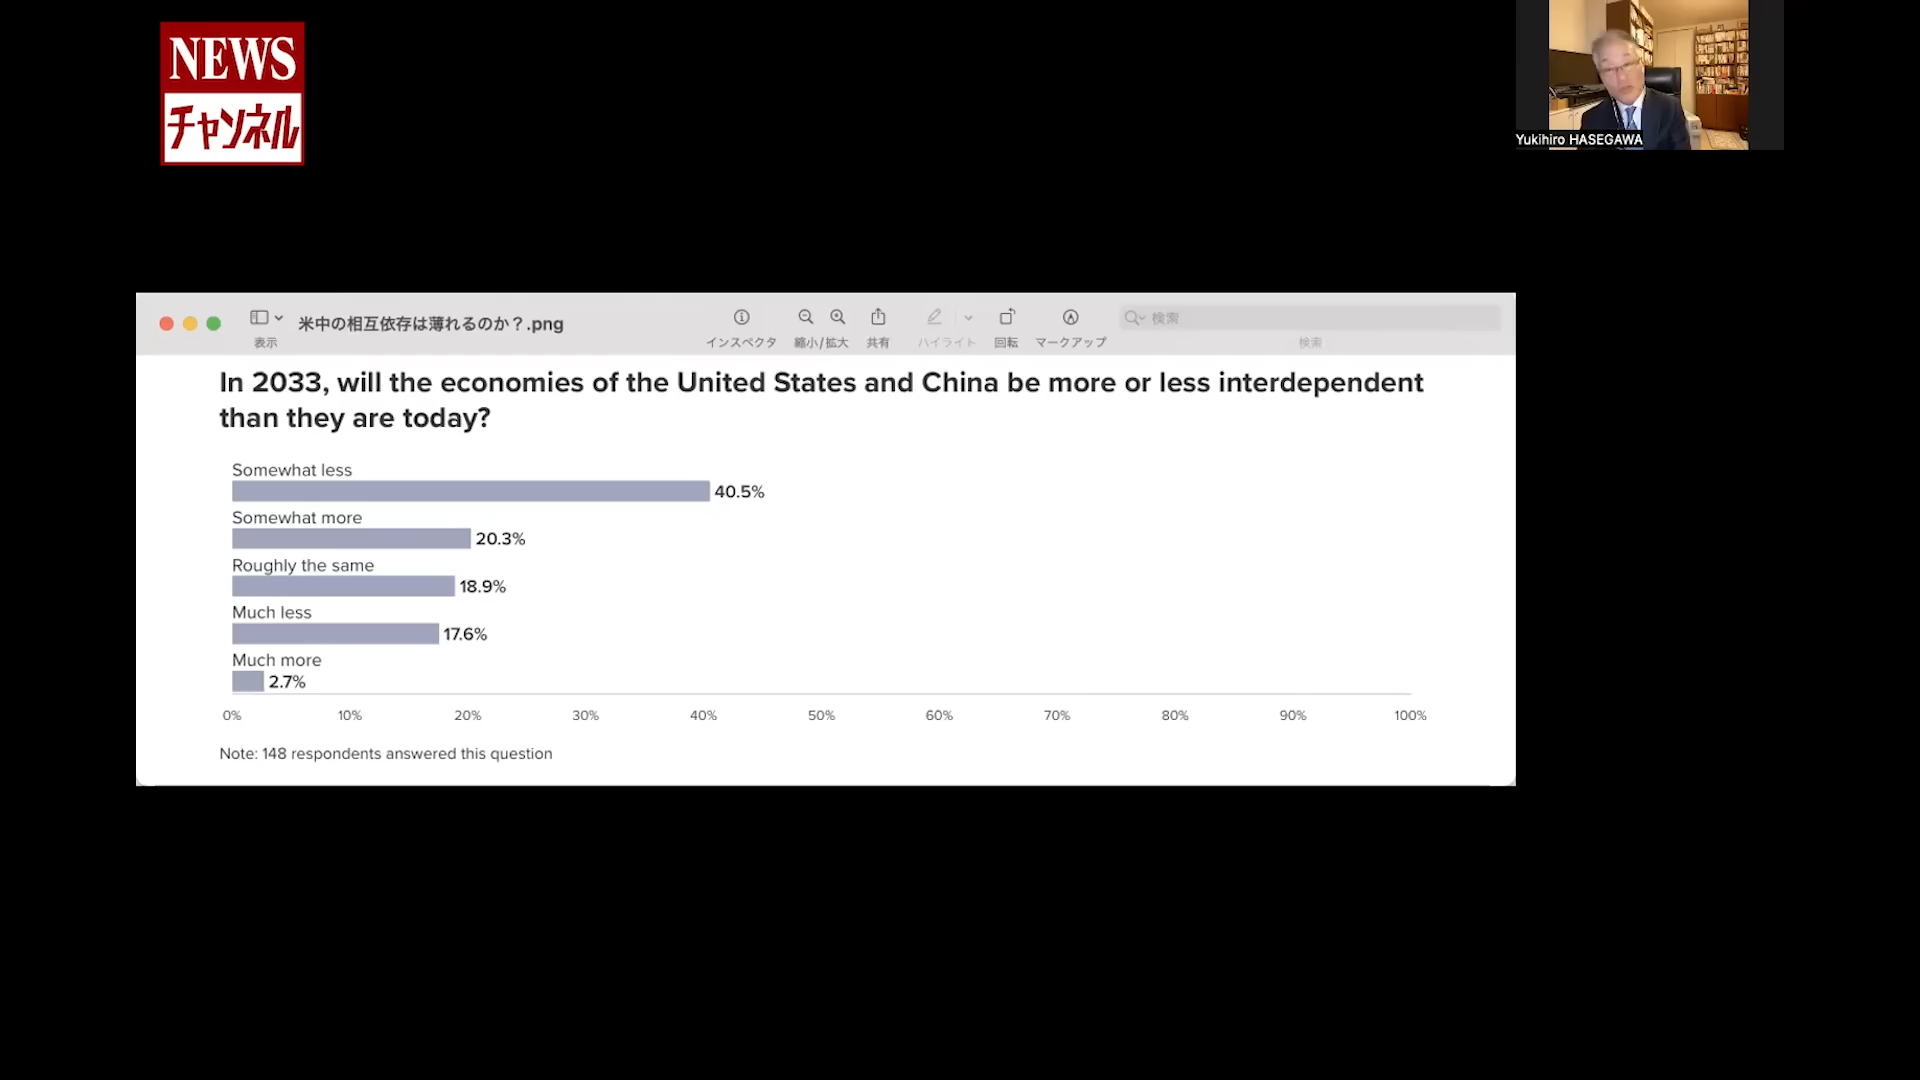 NEWS
チャンネル
Yukihiro HASEGAWA
米中の相互依存は薄れるのか？.png
表示
インスペクタ
縮小/拡大
共有
ハイライト
回転
マークアップ
検索
検索
In 2033, will the economies of the United States and China be more or less interdependent
than they are today?
Somewhat less
40.5%
Somewhat more
20.3%
Roughly the same
18.9%
Much less
17.6%
Much more
2.7%
0% 10% 20% 30% 40% 50% 60% 70% 80% 90% 100%
Note: 148 respondents answered this question